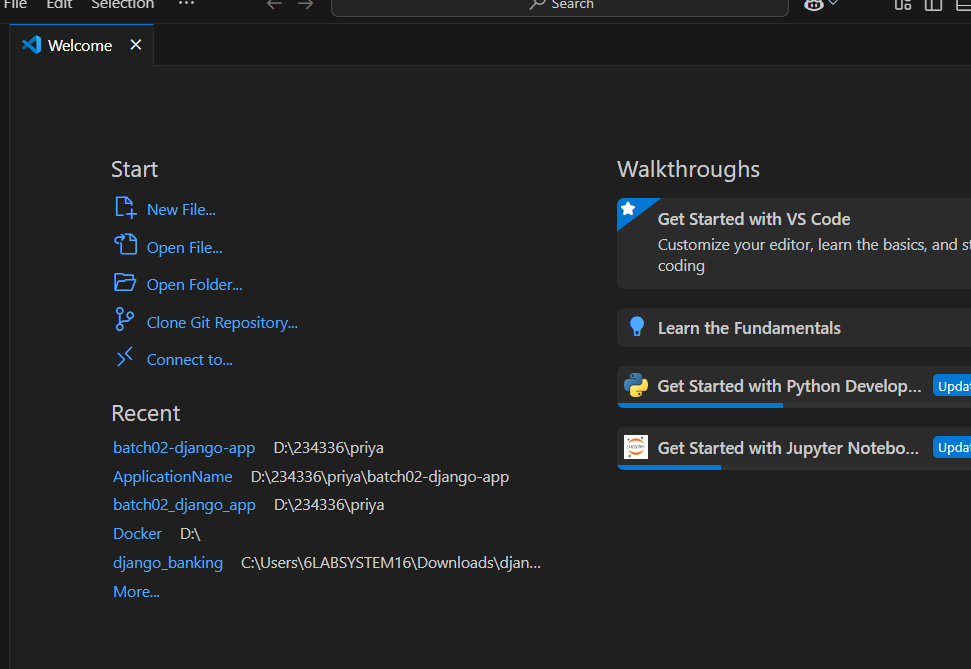 File Edit Selection ··· Search
Welcome
Start
New File...
Open File...
Open Folder...
Clone Git Repository...
Connect to...
Recent
batch02-django-app D:\234336\priya
ApplicationName D:\234336\priya\batch02-django-app
batch02_django_app D:\234336\priya
Docker D:\
django_banking C:\Users\6LABSYSTEM16\Downloads\djan...
More...
Walkthroughs
Get Started with VS Code
Customize your editor, learn the basics, and st
coding
Learn the Fundamentals
Get Started with Python Develop... Updat
Get Started with Jupyter Notebo... Updat
jupyter